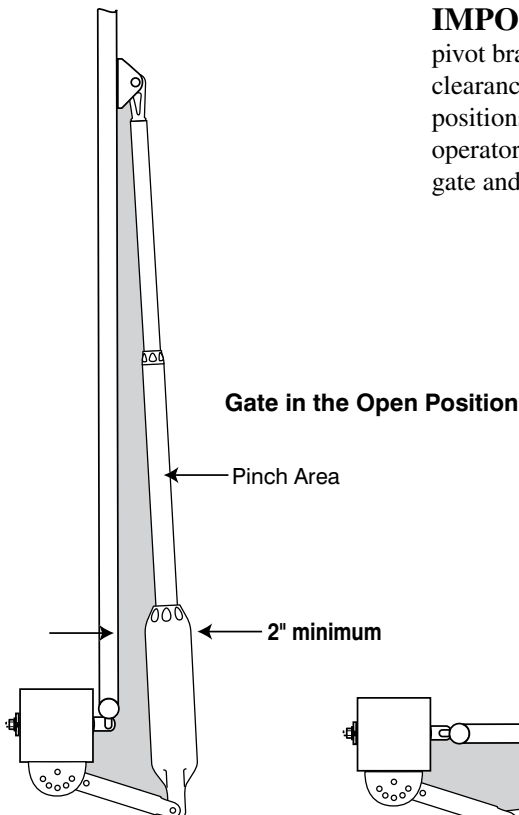 IMPO
pivot bra
clearanc
position
operator
gate and
Gate in the Open Position
Pinch Area
2" minimum